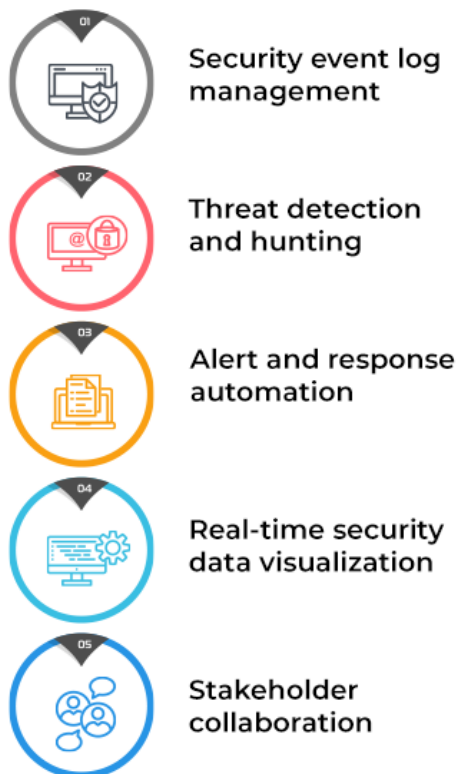 01
Security event log
management
02
Threat detection
and hunting
@
03
Alert and response
automation
04
Real-time security
data visualization
05
Stakeholder
collaboration